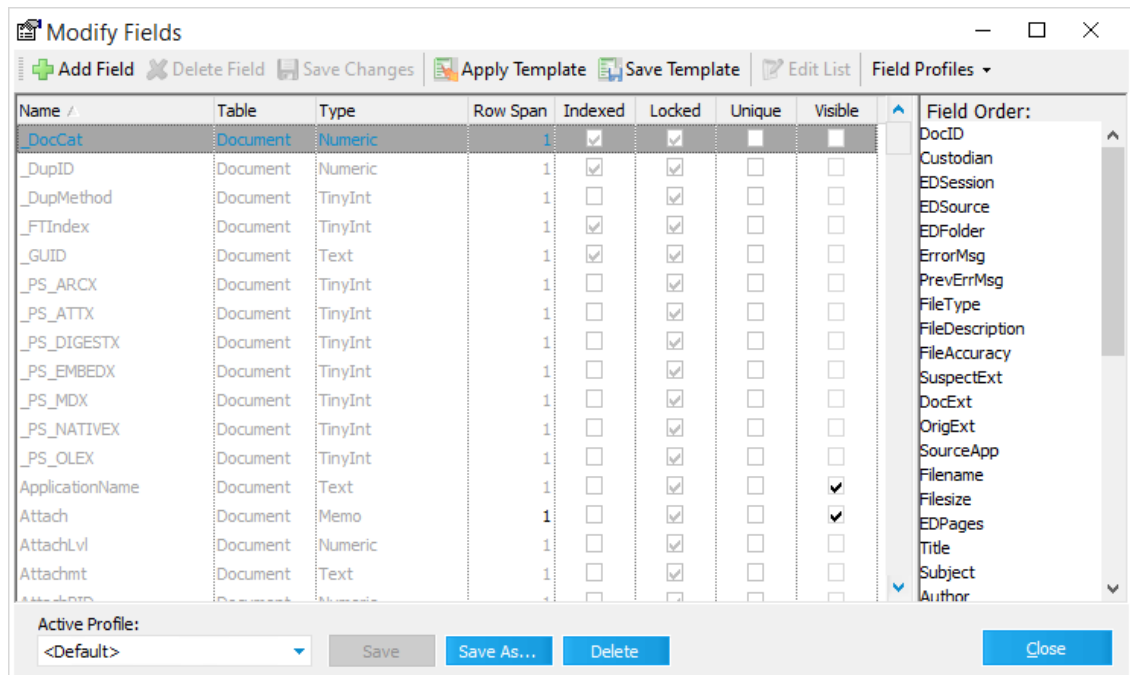 Modify Fields
Add Field Delete Field Save Changes Apply Template Save Template Edit List Field Profiles
Name Table Type Row Span Indexed Locked Unique Visible
_DocCat Document Numeric 1
_DupID Document Numeric 1
_DupMethod Document TinyInt 1
_FTIndex Document TinyInt 1
_GUID Document Text 1
_PS_ARCX Document TinyInt 1
_PS_ATTX Document TinyInt 1
_PS_DIGESTX Document TinyInt 1
_PS_EMBEDX Document TinyInt 1
_PS_MDX Document TinyInt 1
_PS_NATIVEX Document TinyInt 1
_PS_OLEX Document TinyInt 1
ApplicationName Document Text 1
Attach Document Memo 1
AttachLvl Document Numeric 1
Attachmt Document Text 1
AttachPID Document Numeric 1
Field Order:
DocID
Custodian
EDSession
EDSource
EDFolder
ErrorMsg
PrevErrMsg
FileType
FileDescription
FileAccuracy
SuspectExt
DocExt
OrigExt
SourceApp
Filename
Filesize
EDPages
Title
Subject
Author
Active Profile:
<Default> Save Save As... Delete Close